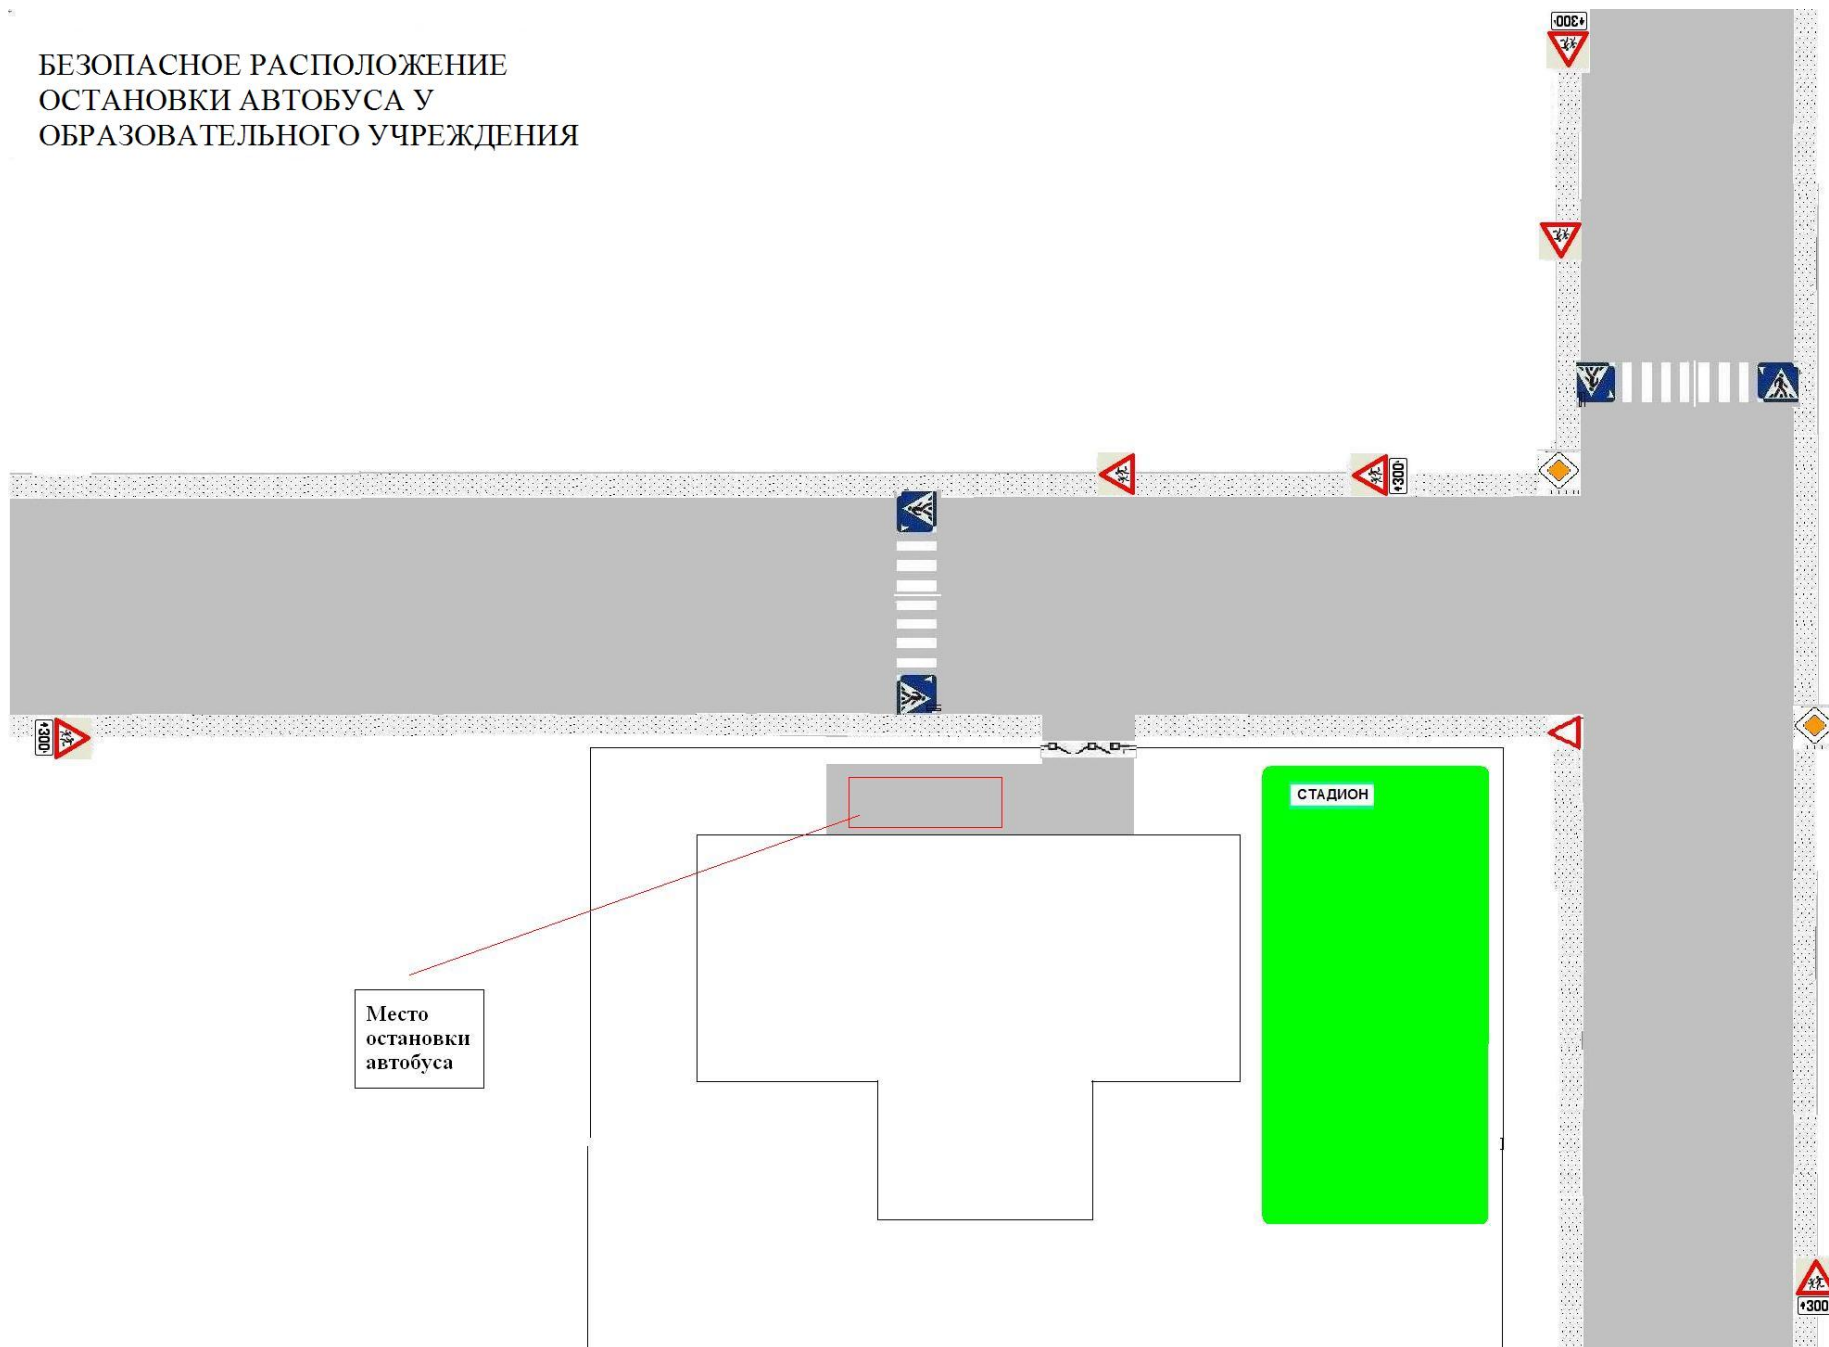 БЕЗОПАСНОЕ РАСПОЛОЖЕНИЕ
ОСТАНОВКИ АВТОБУСА У
ОБРАЗОВАТЕЛЬНОГО УЧРЕЖДЕНИЯ
300
300
300
СТАДИОН
Место
остановки
автобуса
300